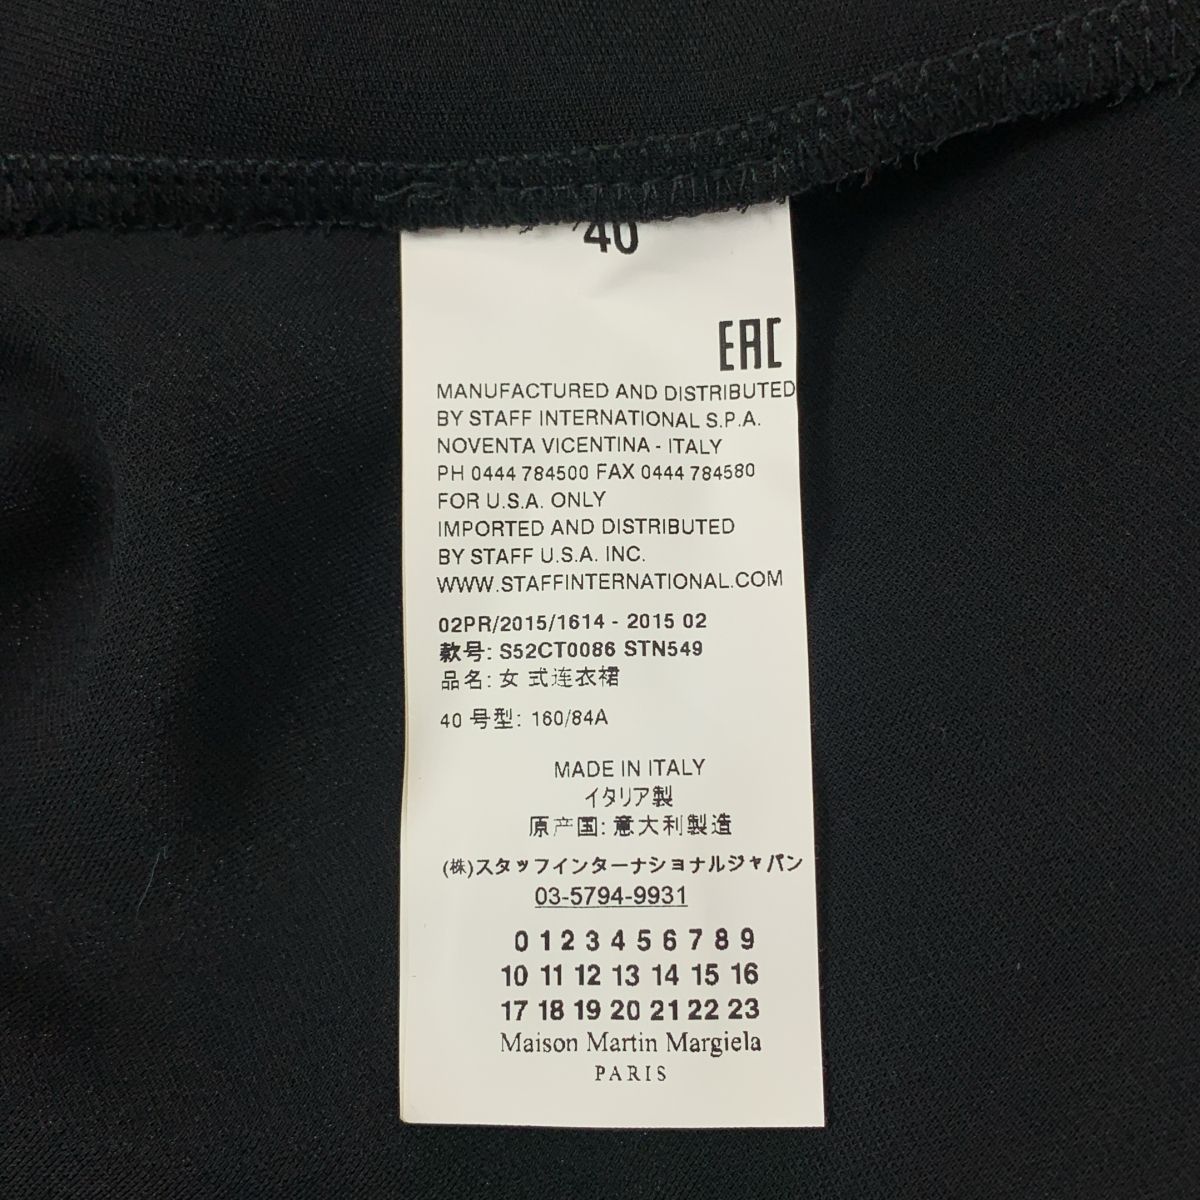 40
EAC
MANUFACTURED AND DISTRIBUTED
BY STAFF INTERNATIONAL S.P.A.
NOVENTA VICENTINA - ITALY
PH 0444 784500 FAX 0444 784580
FOR U.S.A. ONLY
IMPORTED AND DISTRIBUTED
BY STAFF U.S.A. INC.
WWW.STAFFINTERNATIONAL.COM
02PR/2015/1614 - 2015 02
款号: S52CT0086 STN549
品名: 女 式连衣裙
40 号型: 160/84A
MADE IN ITALY
イタリア製
原产国: 意大利製造
(株)スタッフインターナショナルジャパン
03-5794-9931
0 1 2 3 4 5 6 7 8 9
10 11 12 13 14 15 16
17 18 19 20 21 22 23
Maison Martin Margiela
PARIS